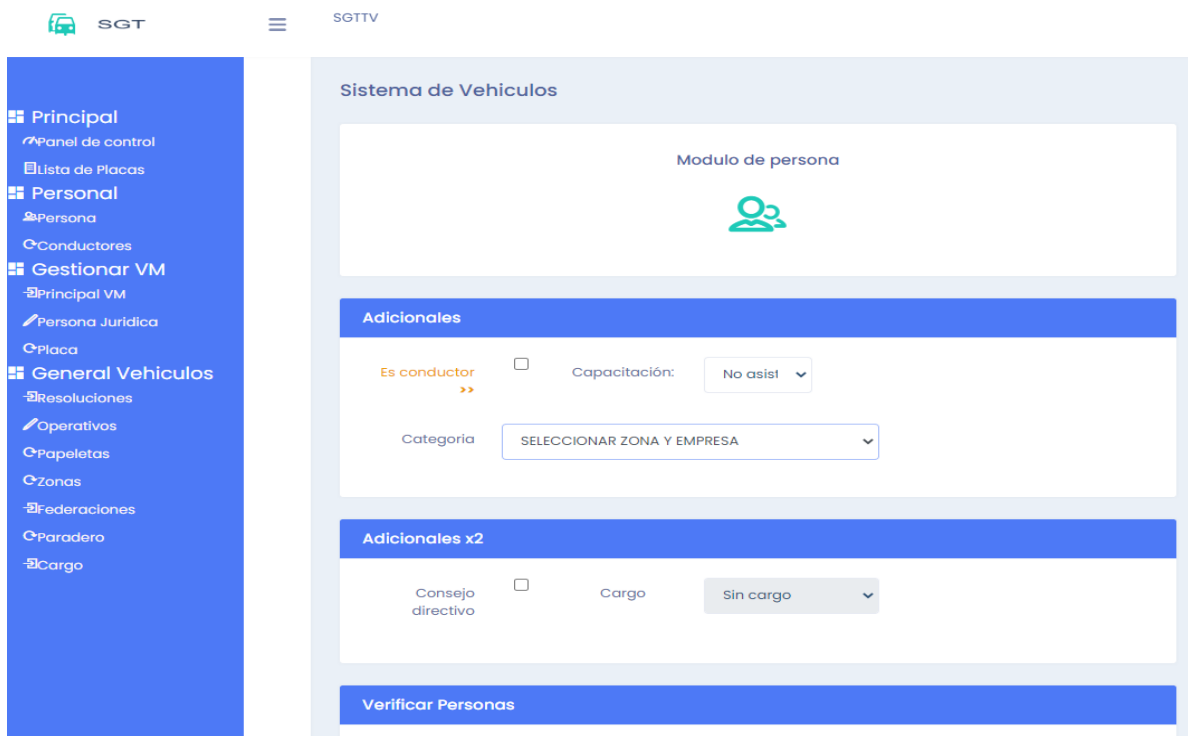 SGT
SGTTV
Principal
Panel de control
Lista de Placas
Personal
Persona
Conductores
Gestionar VM
Principal VM
Persona Juridica
Placa
General Vehiculos
Resoluciones
Operativos
Papeletas
Zonas
Federaciones
Paradero
Cargo
Sistema de Vehiculos
Modulo de persona
Adicionales
Es conductor
>>
Capacitación:
No asist
Categoria
SELECCIONAR ZONA Y EMPRESA
Adicionales x2
Consejo
directivo
Cargo
Sin cargo
Verificar Personas